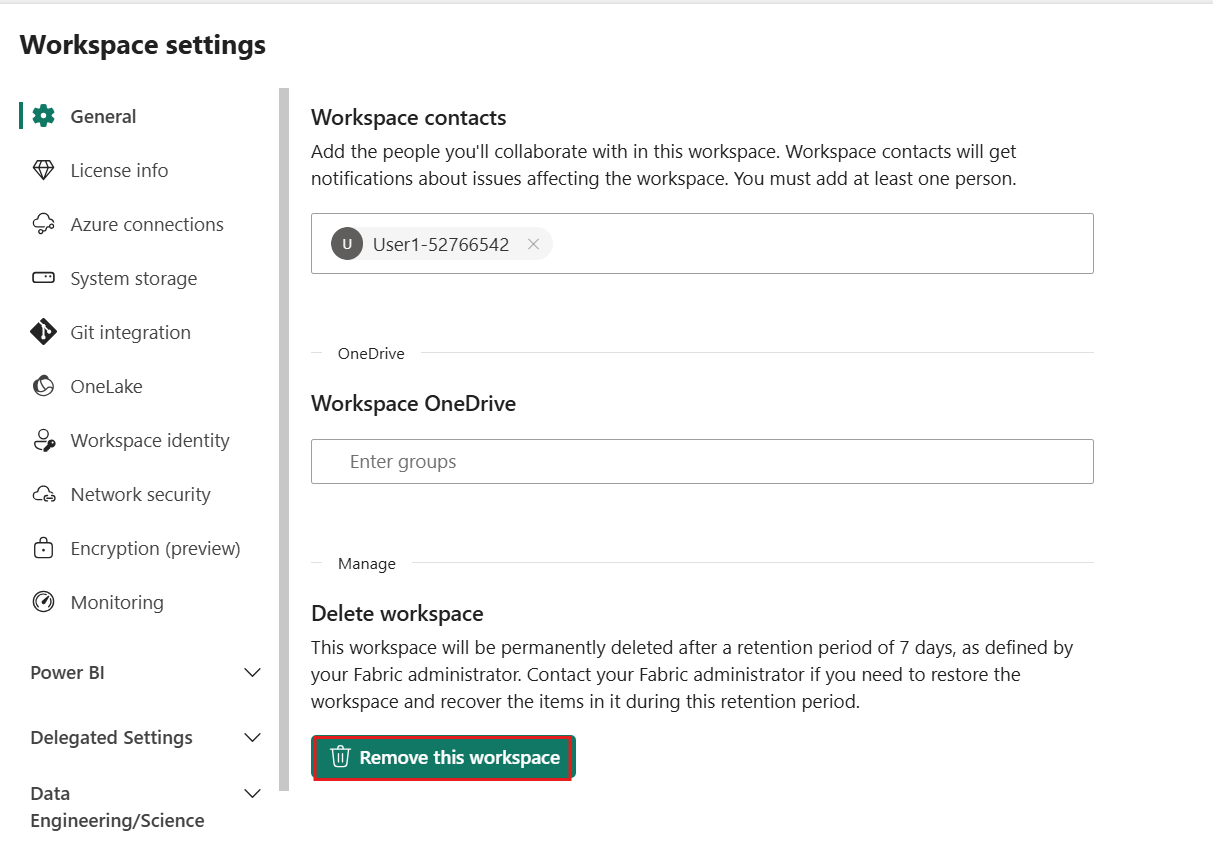 Workspace settings
General
License info
Azure connections
System storage
Git integration
OneLake
Workspace identity
Network security
Encryption (preview)
Monitoring
Power BI
Delegated Settings
Data
Engineering/Science
Workspace contacts
Add the people you'll collaborate with in this workspace. Workspace contacts will get
notifications about issues affecting the workspace. You must add at least one person.
U User1-52766542
OneDrive
Workspace OneDrive
Enter groups
Manage
Delete workspace
This workspace will be permanently deleted after a retention period of 7 days, as defined by
your Fabric administrator. Contact your Fabric administrator if you need to restore the
workspace and recover the items in it during this retention period.
Remove this workspace